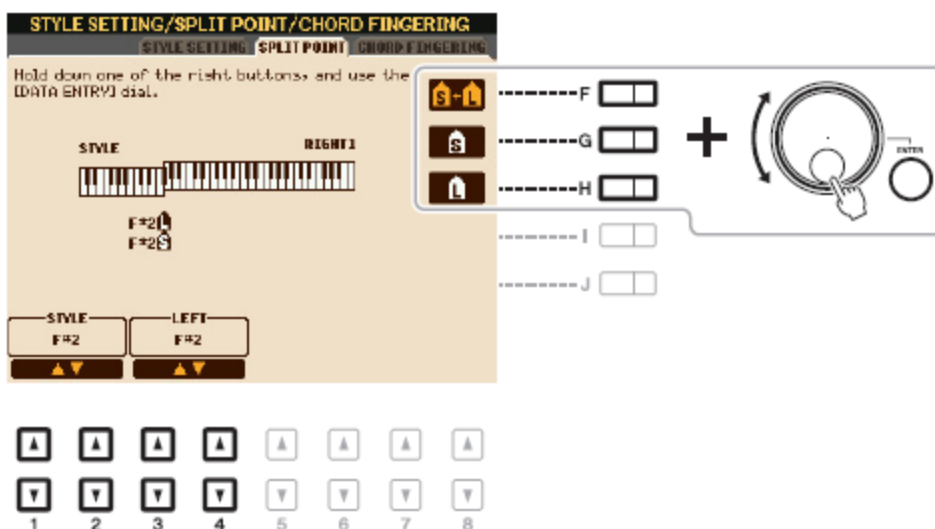 STYLE SETTING/SPLIT POINT/CHORD FINGERING
STYLE SETTING SPLIT POINT CHORD FINGERING
Hold down one of the right buttons, and use the
[DATA ENTRY] dial.
S L
F
STYLE
RIGHT1
S
G
ENTER
L
H
F#2 L
F#2 S
I
J
STYLE
LEFT
F#2
F#2
1 2 3 4 5 6 7 8